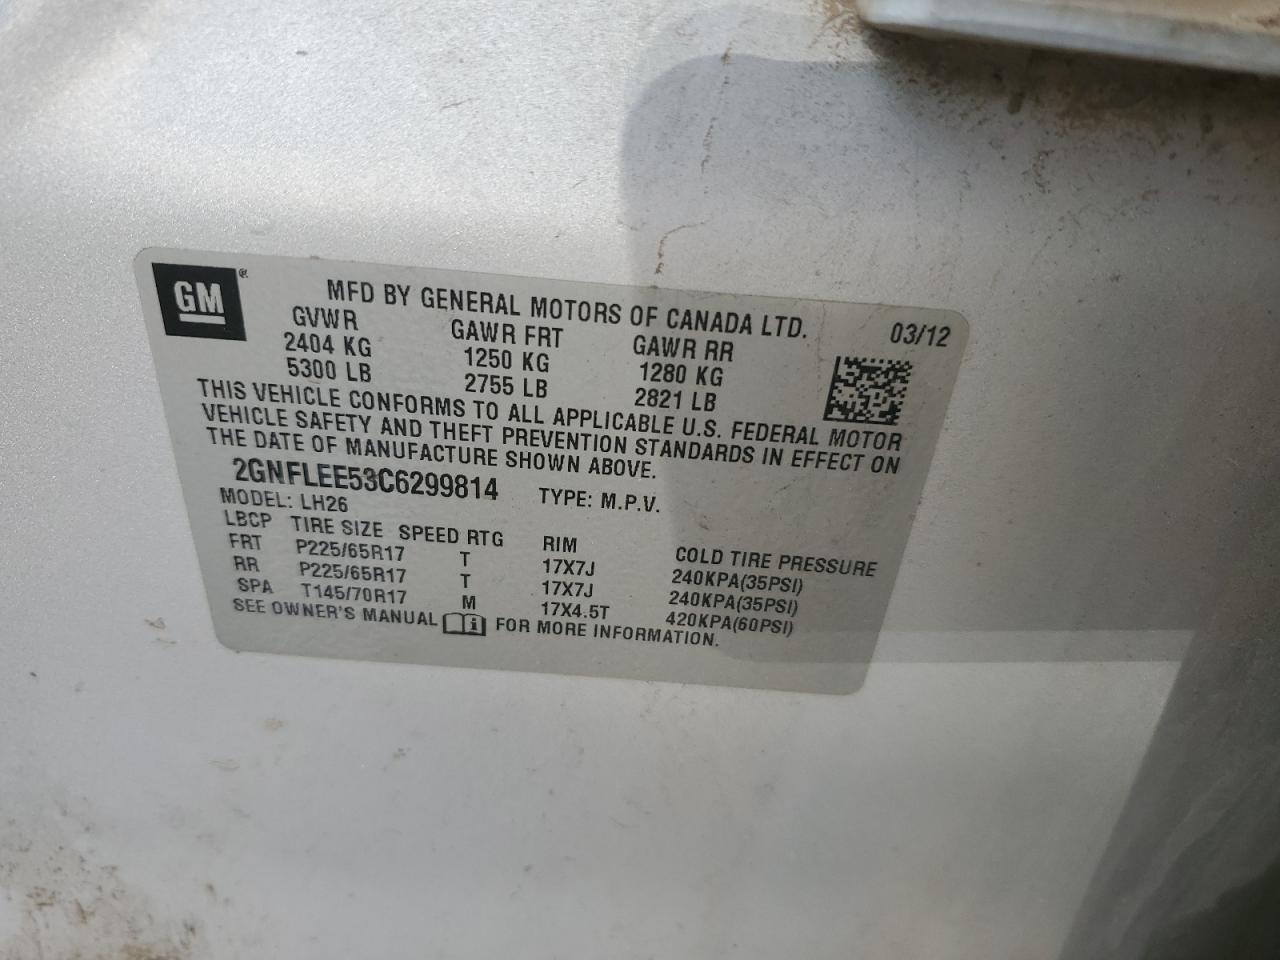 GM®
MFD BY GENERAL MOTORS OF CANADA LTD. 03/12
GVWR GAWR FRT GAWR RR
2404 KG 1250 KG 1280 KG
5300 LB 2755 LB 2821 LB
THIS VEHICLE CONFORMS TO ALL APPLICABLE U.S. FEDERAL MOTOR
VEHICLE SAFETY AND THEFT PREVENTION STANDARDS IN EFFECT ON
THE DATE OF MANUFACTURE SHOWN ABOVE.
2GNFLEE53C6299814 TYPE: M.P.V.
MODEL: LH26
LBCP TIRE SIZE SPEED RTG RIM COLD TIRE PRESSURE
FRT P225/65R17 T 17X7J 240KPA(35PSI)
RR P225/65R17 T 17X7J 240KPA(35PSI)
SPA T145/70R17 M 17X4.5T 420KPA(60PSI)
SEE OWNER'S MANUAL i FOR MORE INFORMATION.